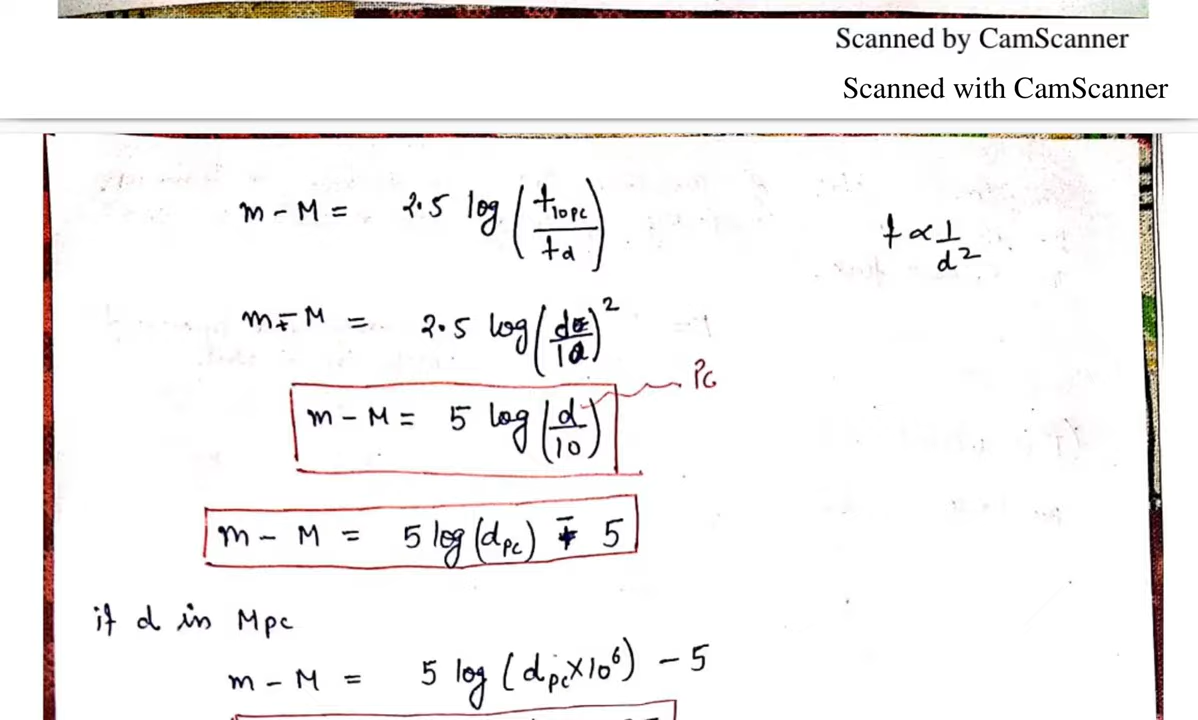 Scanned by CamScanner
Scanned with CamScanner
m - M = 2.5 log (f10pc / fd)
f ∝ 1/d²
m - M = 2.5 log (d / 10)²
Pc
m - M = 5 log (d / 10)
m - M = 5 log (dpc) - 5
if d in Mpc
m - M = 5 log (dpc×10⁶) - 5